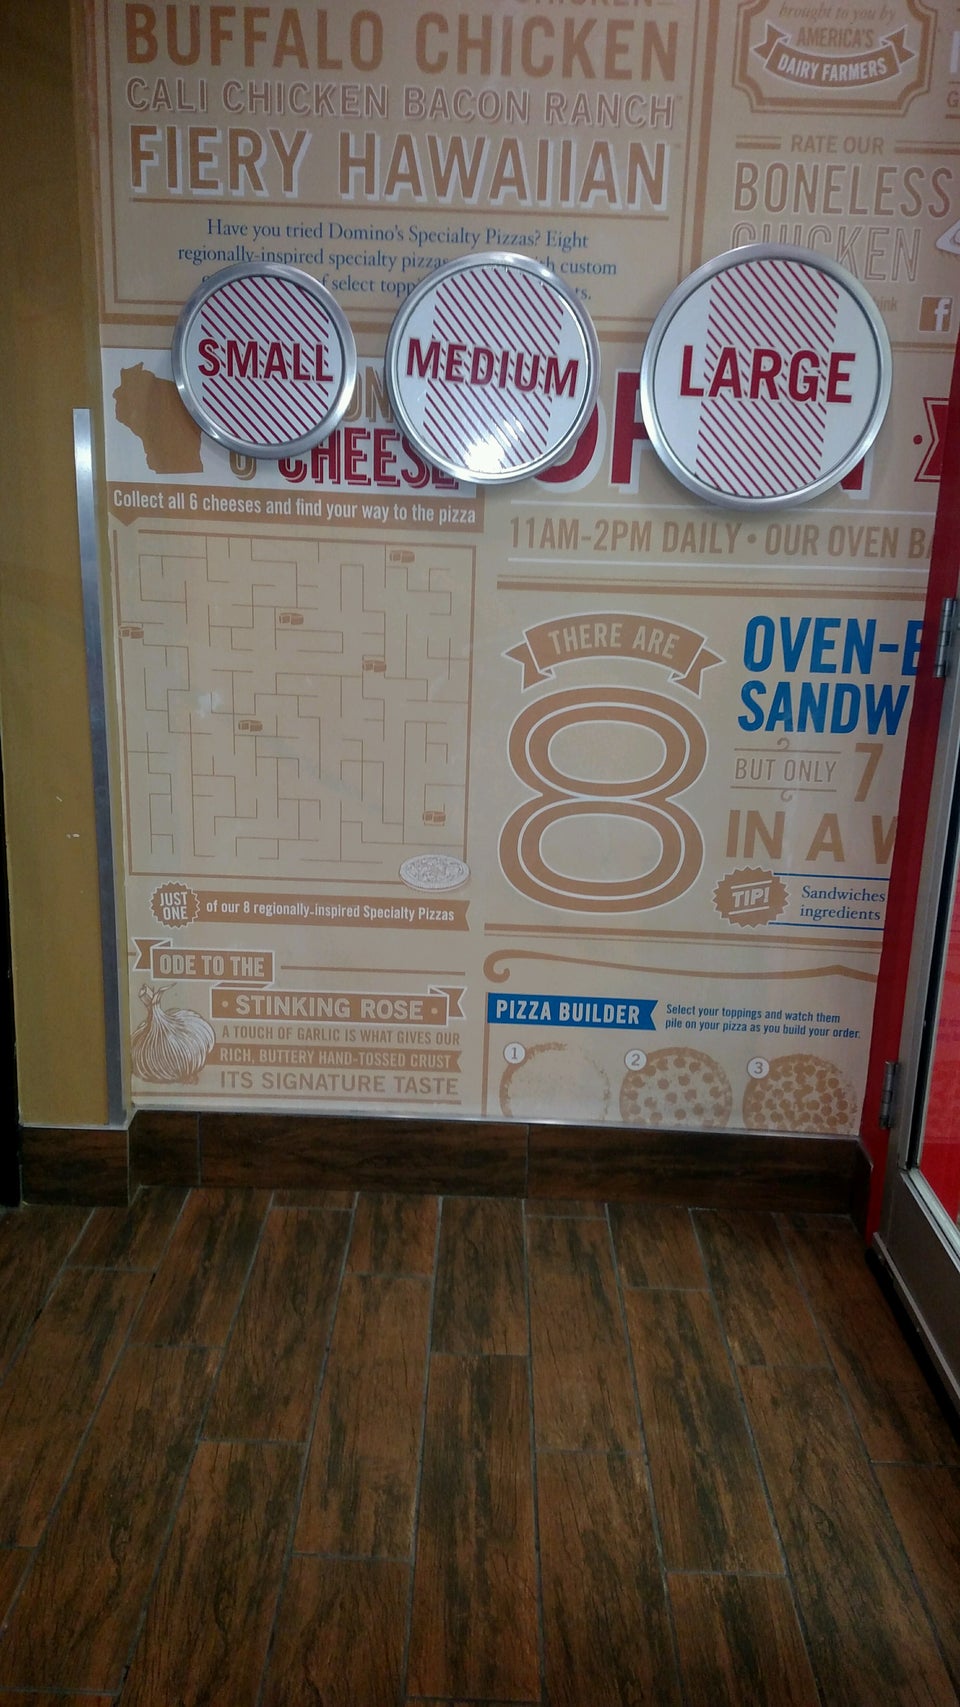 BUFFALO CHICKEN
CALI CHICKEN BACON RANCH
FIERY HAWAIIAN
Have you tried Domino's Specialty Pizzas? Eight
regionally-inspired specialty pizzas custom
of select
brought to you by
AMERICA'S
DAIRY FARMERS
RATE OUR
BONELESS
CHICKEN
f
SMALL
MEDIUM
LARGE
6 CHEESE
Collect all 6 cheeses and find your way to the pizza
11AM-2PM DAILY • OUR OVEN
THERE ARE
8
OVEN-
SANDW
BUT ONLY 7
IN A
TIP!
Sandwiches
ingredients
JUST
ONE
of our 8 regionally-inspired Specialty Pizzas
ODE TO THE
• STINKING ROSE •
A TOUCH OF GARLIC IS WHAT GIVES OUR
RICH, BUTTERY HAND-TOSSED CRUST
ITS SIGNATURE TASTE
PIZZA BUILDER
Select your toppings and watch them
pile on your pizza as you build your order.
1
2
3